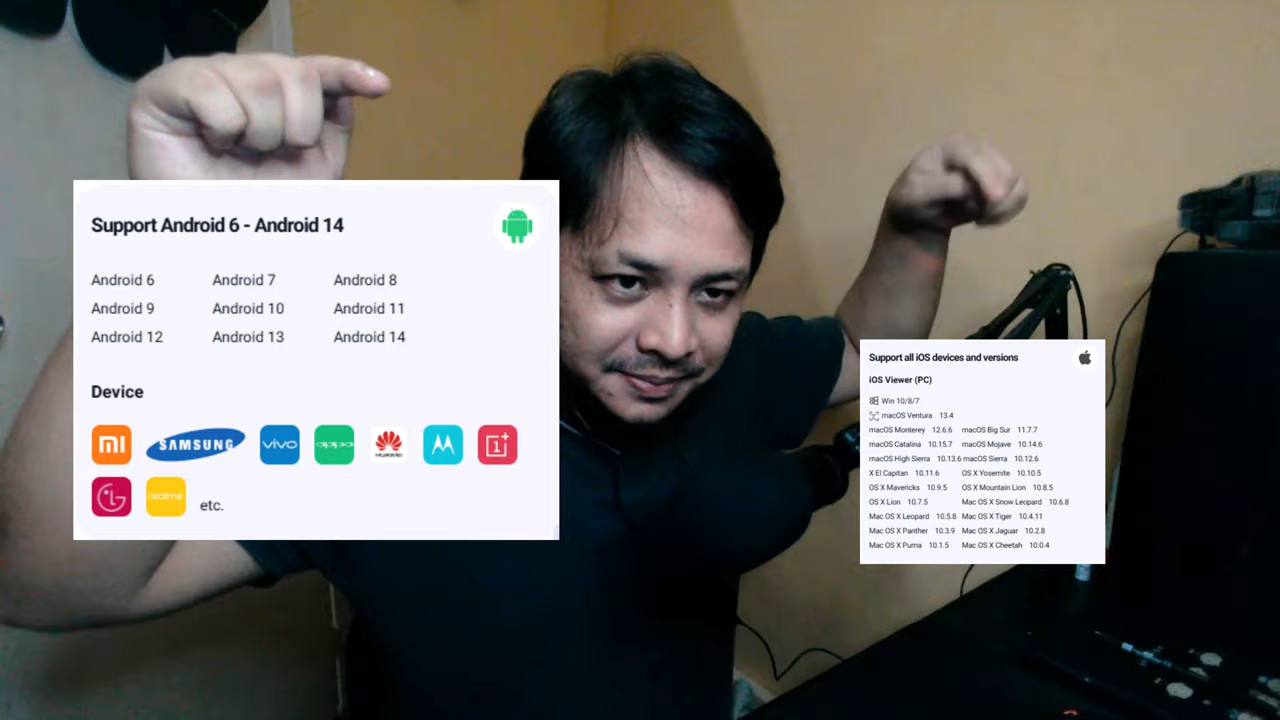 Support Android 6 - Android 14
Android 6 Android 7 Android 8
Android 9 Android 10 Android 11
Android 12 Android 13 Android 14
Device
mi SAMSUNG vivo oppo HUAWEI 1+
LG realme etc.
Support all iOS devices and versions
iOS Viewer (PC)
Win 10/8/7
macOS Ventura 13.4
macOS Monterey 12.6.6 macOS Big Sur 11.7.7
macOS Catalina 10.15.7 macOS Mojave 10.14.6
macOS High Sierra 10.13.6 macOS Sierra 10.12.6
X El Capitan 10.11.6 OS X Yosemite 10.10.5
OS X Mavericks 10.9.5 OS X Mountain Lion 10.8.5
OS X Lion 10.7.5 Mac OS X Snow Leopard 10.6.8
Mac OS X Leopard 10.5.8 Mac OS X Tiger 10.4.11
Mac OS X Panther 10.3.9 Mac OS X Jaguar 10.2.8
Mac OS X Puma 10.1.5 Mac OS X Cheetah 10.0.4